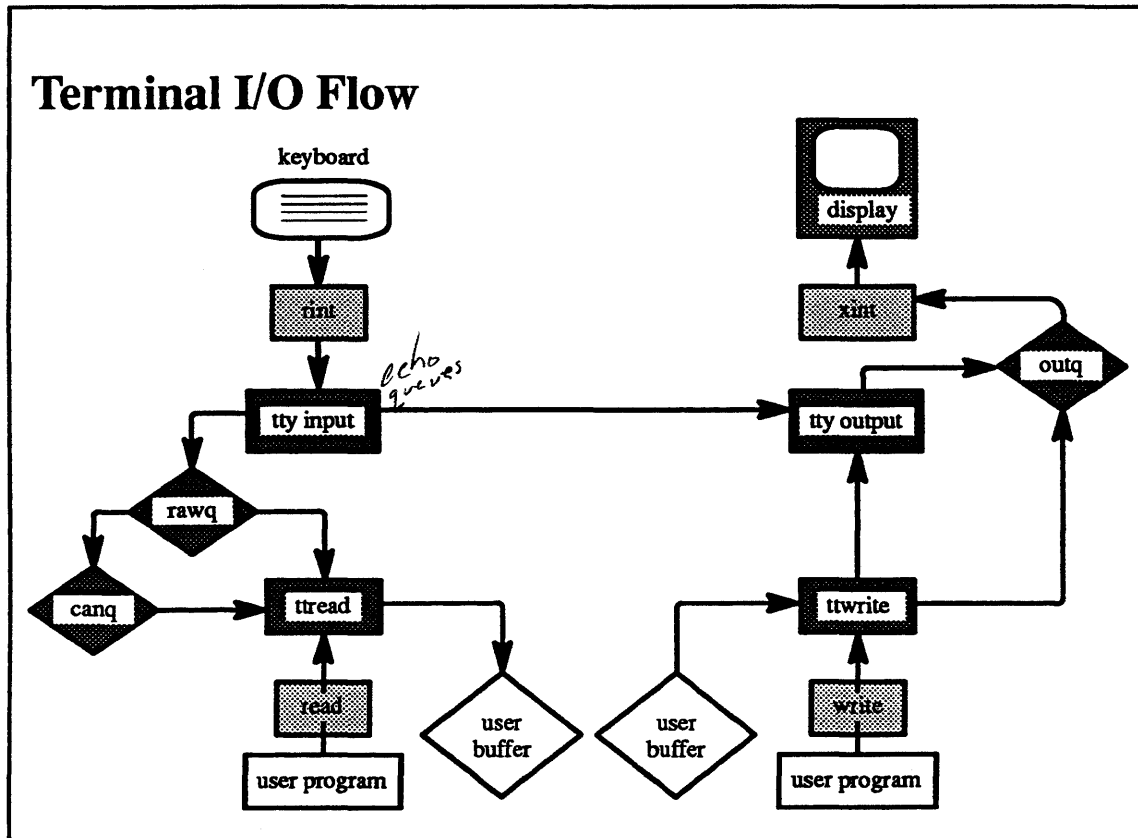 Terminal I/O Flow
keyboard
display
rint
xint
echo
queues
outq
tty input
tty output
rawq
canq
ttread
ttwrite
read
user
buffer
user
buffer
write
user program
user program